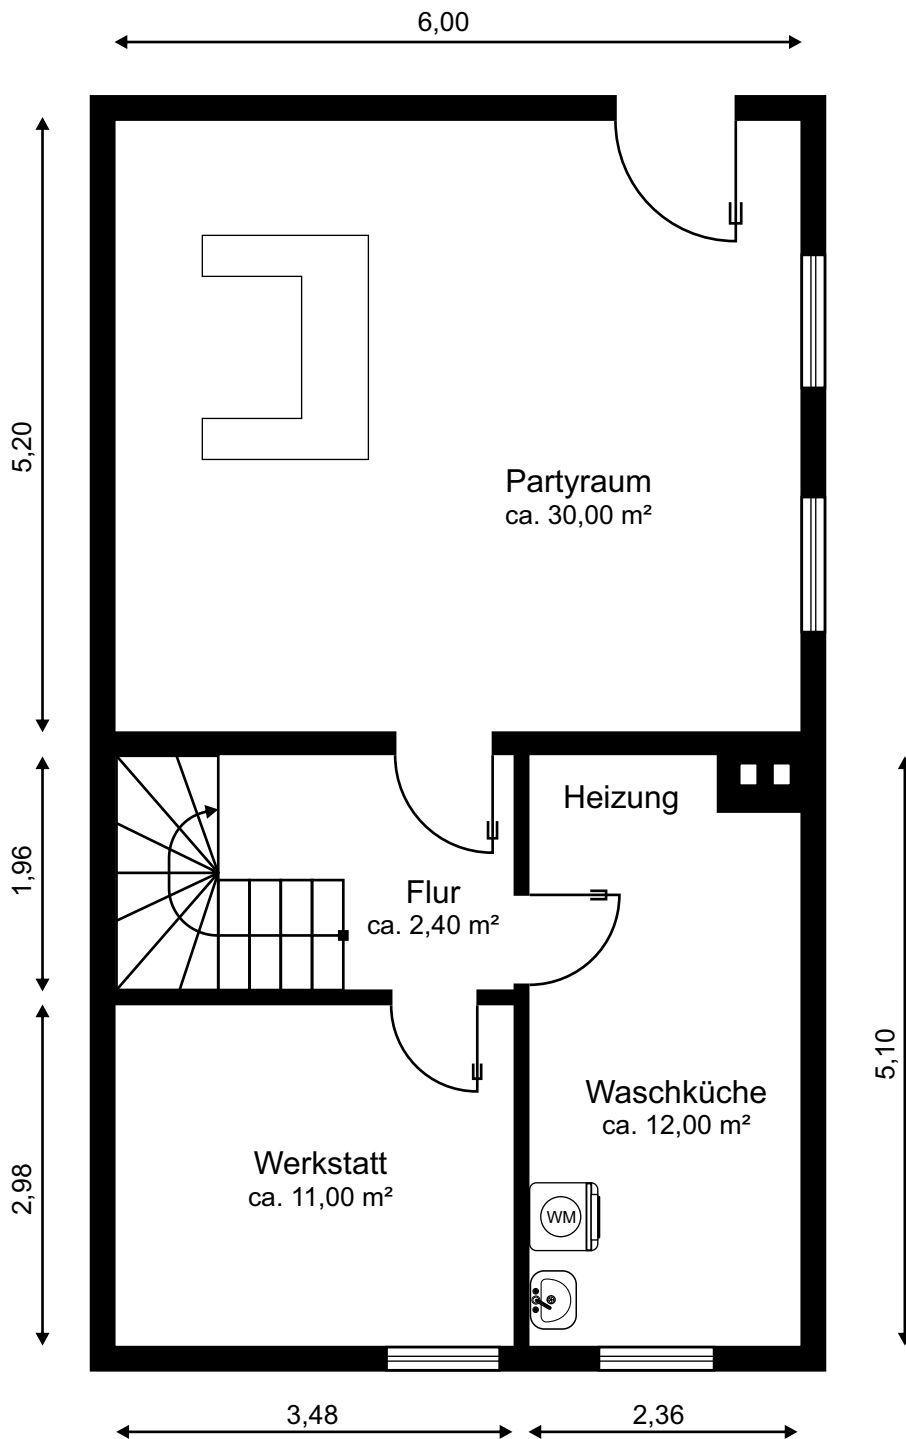 6,00
5,20
Partyraum
ca. 30,00 m²
1,96
Heizung
Flur
ca. 2,40 m²
5,10
Waschküche
ca. 12,00 m²
2,98
Werkstatt
ca. 11,00 m²
WM
3,48
2,36